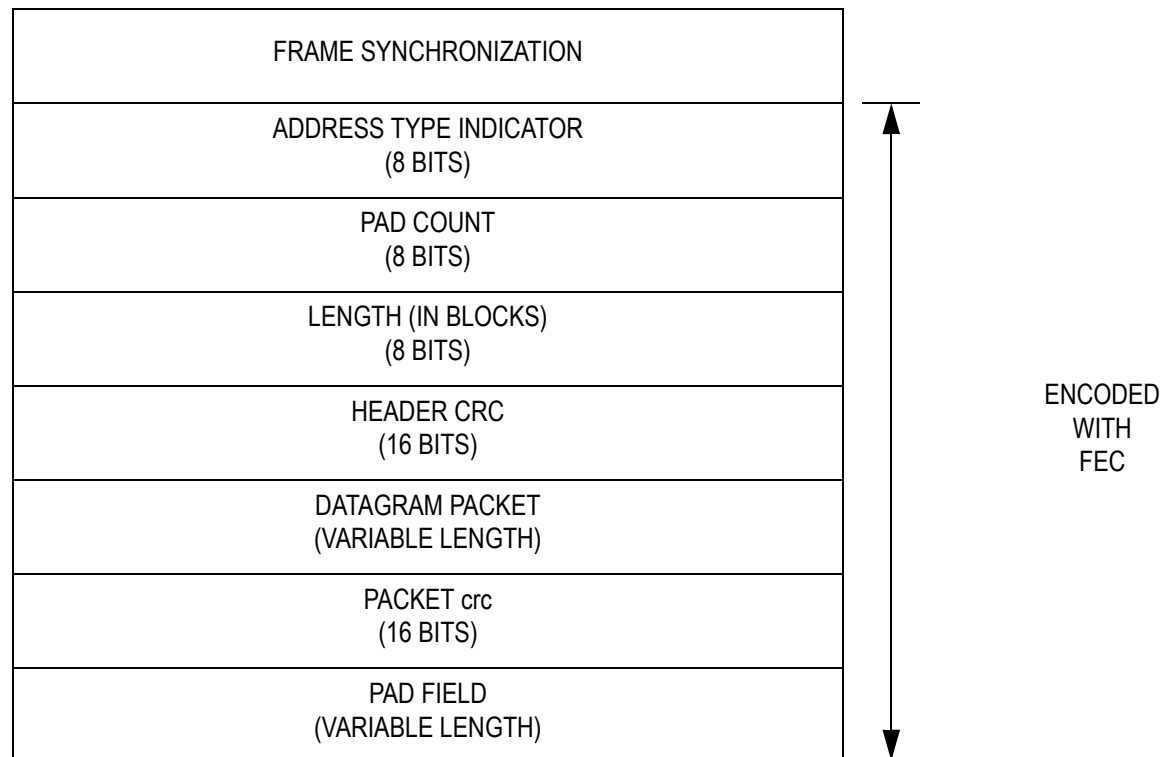 FRAME SYNCHRONIZATION
ADDRESS TYPE INDICATOR
(8 BITS)
PAD COUNT
(8 BITS)
LENGTH (IN BLOCKS)
(8 BITS)
HEADER CRC
(16 BITS)
DATAGRAM PACKET
(VARIABLE LENGTH)
PACKET crc
(16 BITS)
PAD FIELD
(VARIABLE LENGTH)
ENCODED
WITH
FEC